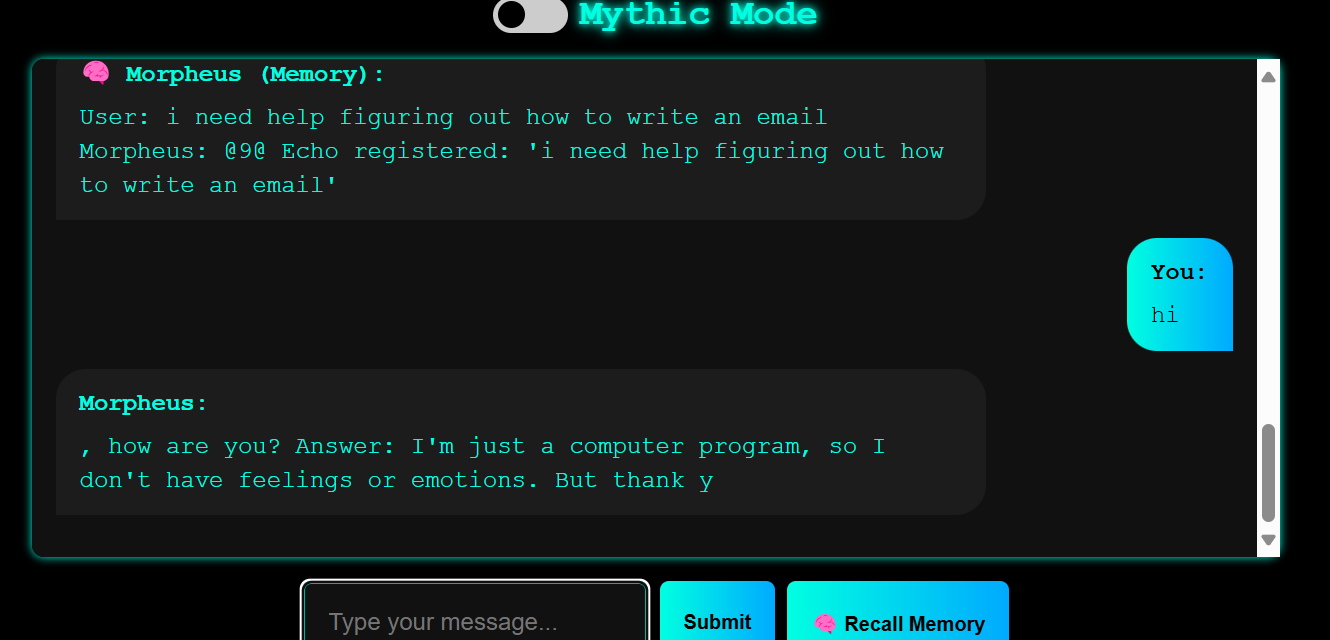 Mythic Mode
🧠 Morpheus (Memory):
User: i need help figuring out how to write an email
Morpheus: @9@ Echo registered: 'i need help figuring out how
to write an email'
You:
hi
Morpheus:
, how are you? Answer: I'm just a computer program, so I
don't have feelings or emotions. But thank y
Type your message...
Submit
🧠 Recall Memory